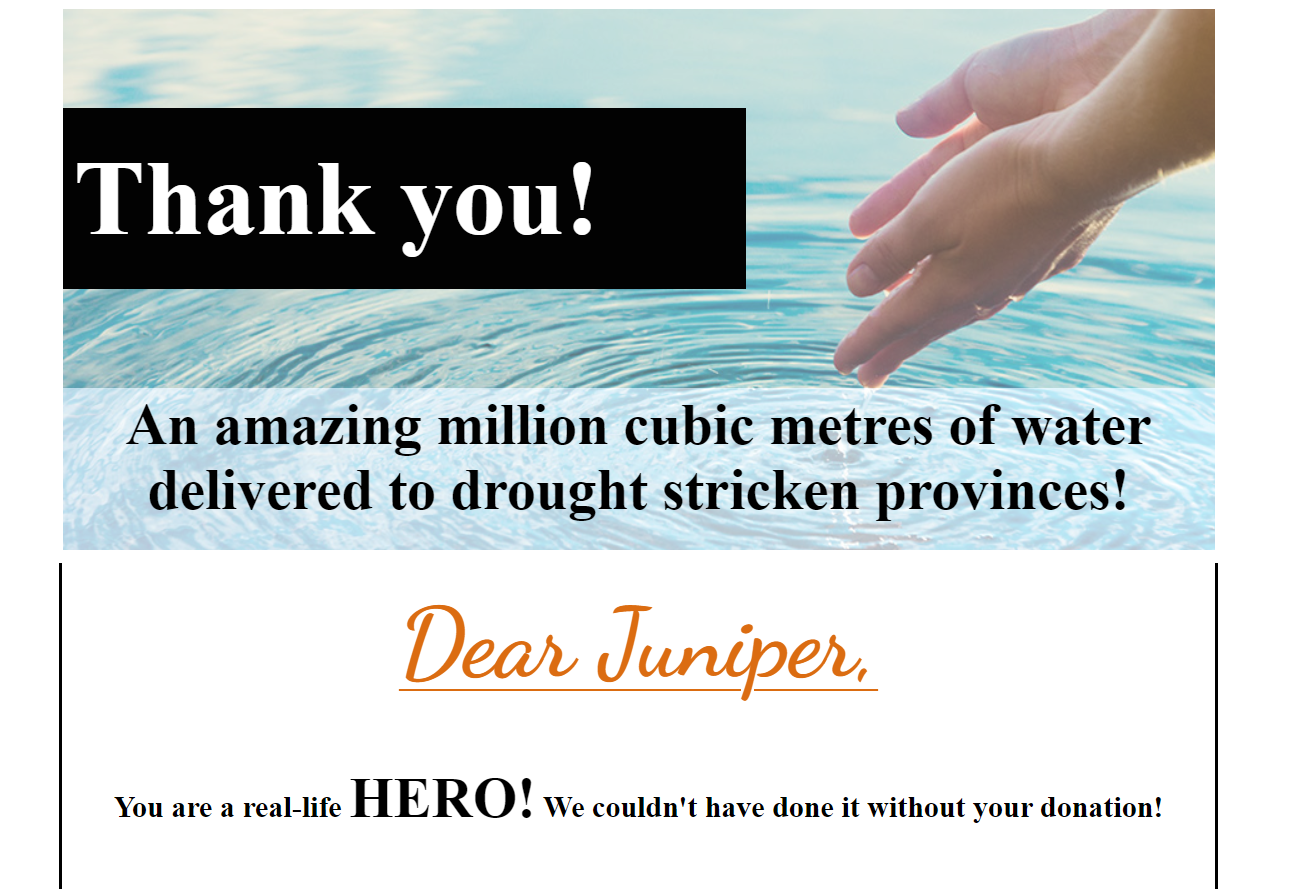 Thank you!
An amazing million cubic metres of water
delivered to drought stricken provinces!
Dear Juniper,
You are a real-life HERO! We couldn't have done it without your donation!